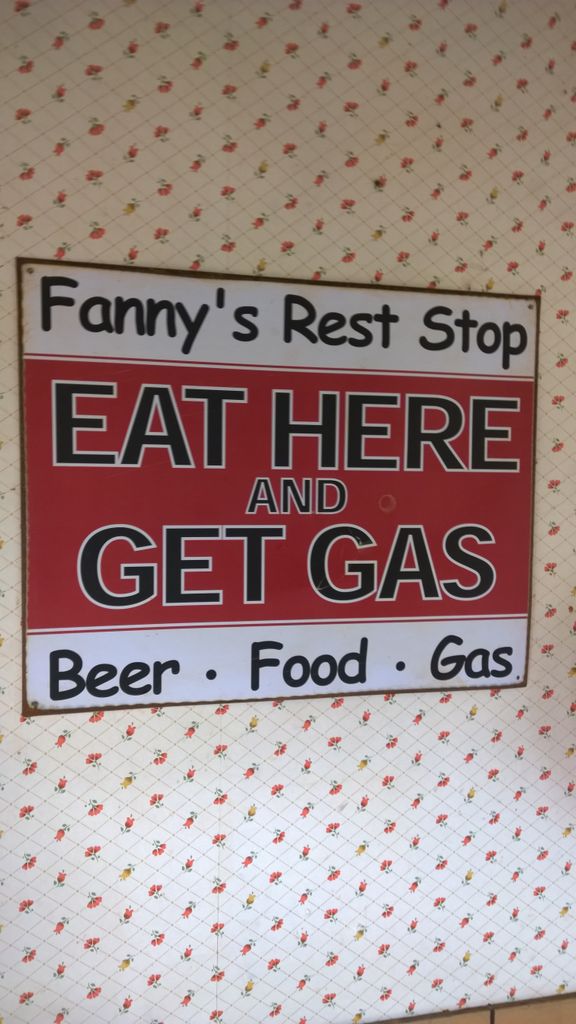 Fanny's Rest Stop
EAT HERE
AND
GET GAS
Beer · Food · Gas